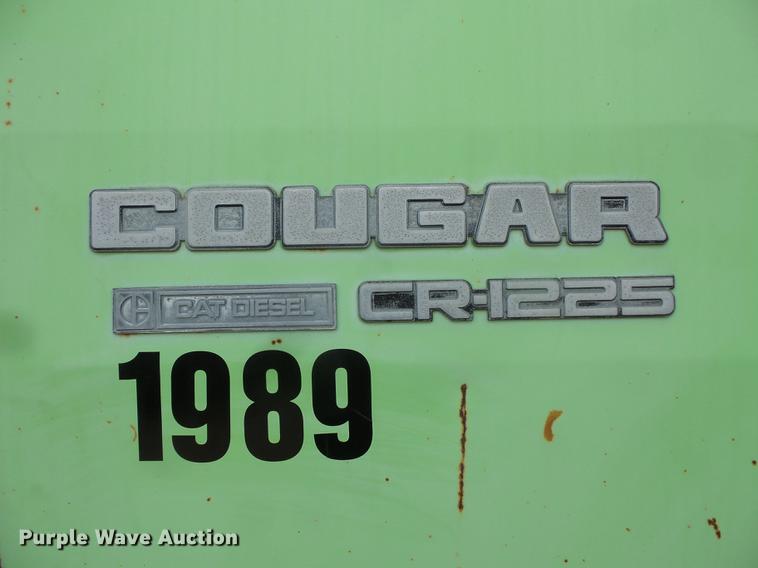 COUGAR
CAT DIESEL
CR-1225
1989
Purple Wave Auction